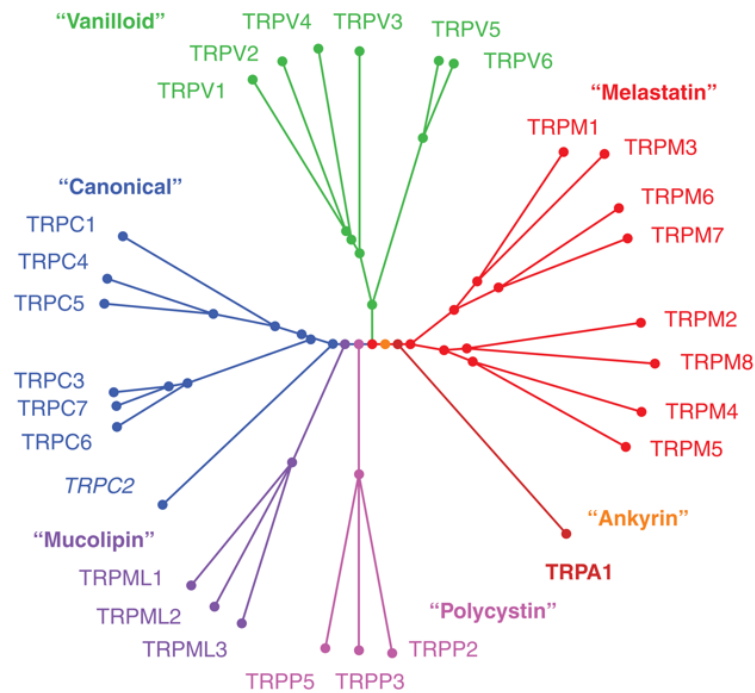 “Vanilloid”
TRPV4
TRPV3
TRPV5
TRPV2
TRPV6
TRPV1
“Melastatin”
TRPM1
TRPM3
“Canonical”
TRPM6
TRPC1
TRPM7
TRPC4
TRPC5
TRPM2
TRPM8
TRPC3
TRPC7
TRPM4
TRPC6
TRPM5
TRPC2
“Ankyrin”
“Mucolipin”
TRPA1
TRPML1
TRPML2
“Polycystin”
TRPML3
TRPP2
TRPP5
TRPP3